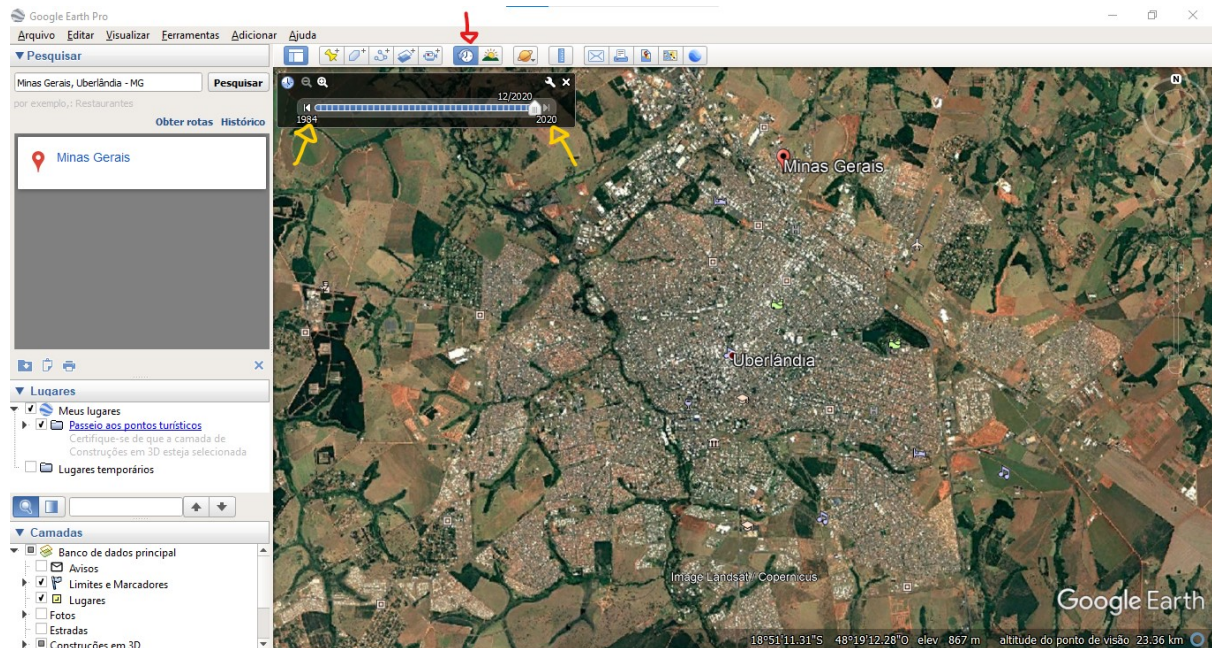 Google Earth Pro
Arquivo Editar Visualizar Ferramentas Adicionar Ajuda
Pesquisar
Minas Gerais, Uberlândia - MG Pesquisar
por exemplo,: Restaurantes
Obter rotas Histórico
Minas Gerais
Lugares
Meus lugares
Passeio aos pontos turísticos
Certifique-se de que a camada de
Construções em 3D esteja selecionada
Lugares temporários
Camadas
Banco de dados principal
Avisos
Limites e Marcadores
Lugares
Fotos
Estradas
Construções em 3D
12/2020
1984 2020
N
Minas Gerais
Uberlândia
Image Landsat / Copernicus
Google Earth
18°51'11.31"S 48°19'12.28"O elev 867 m altitude do ponto de visão 23.36 km